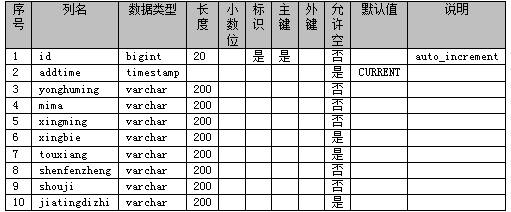 序号 列名 数据类型 长度 小数位 标识 主键 外键 允许空 默认值 说明
1 id bigint 20 是 是 否 auto_increment
2 addtime timestamp 是 CURRENT
3 yonghuming varchar 200 否
4 mima varchar 200 否
5 xingming varchar 200 否
6 xingbie varchar 200 是
7 touxiang varchar 200 是
8 shenfenzheng varchar 200 否
9 shouji varchar 200 否
10 jiatingdizhi varchar 200 是